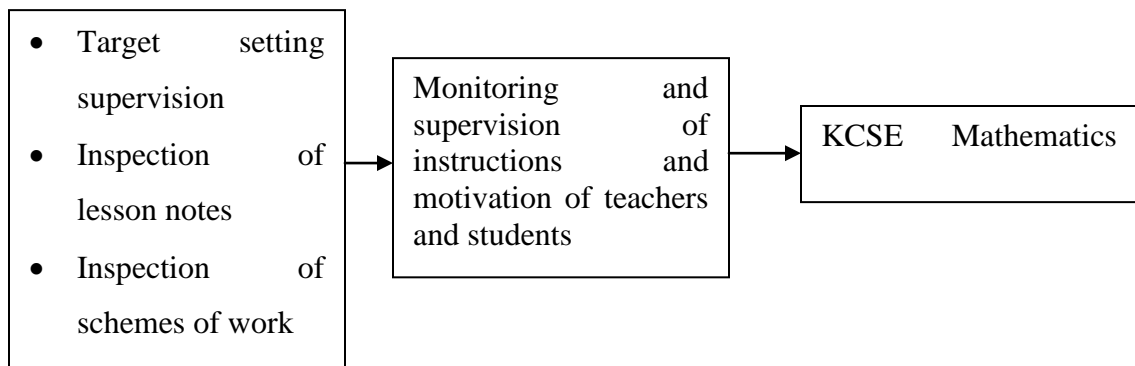 • Target setting
supervision
• Inspection of
lesson notes
• Inspection of
schemes of work
Monitoring and
supervision of
instructions and
motivation of teachers
and students
KCSE Mathematics